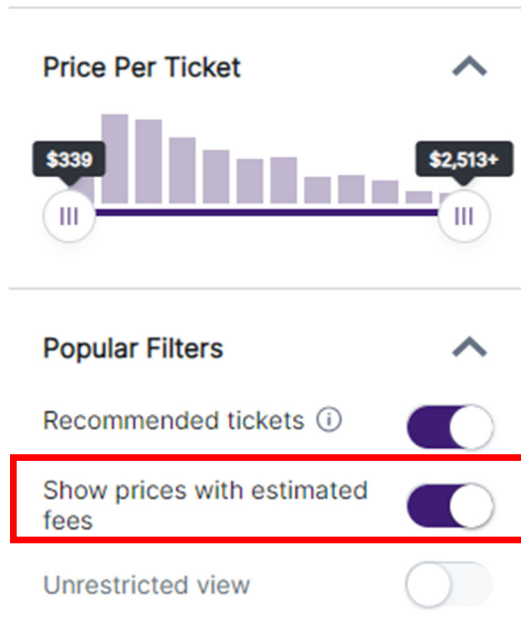 Price Per Ticket
$339
$2,513+
Popular Filters
Recommended tickets
Show prices with estimated
fees
Unrestricted view